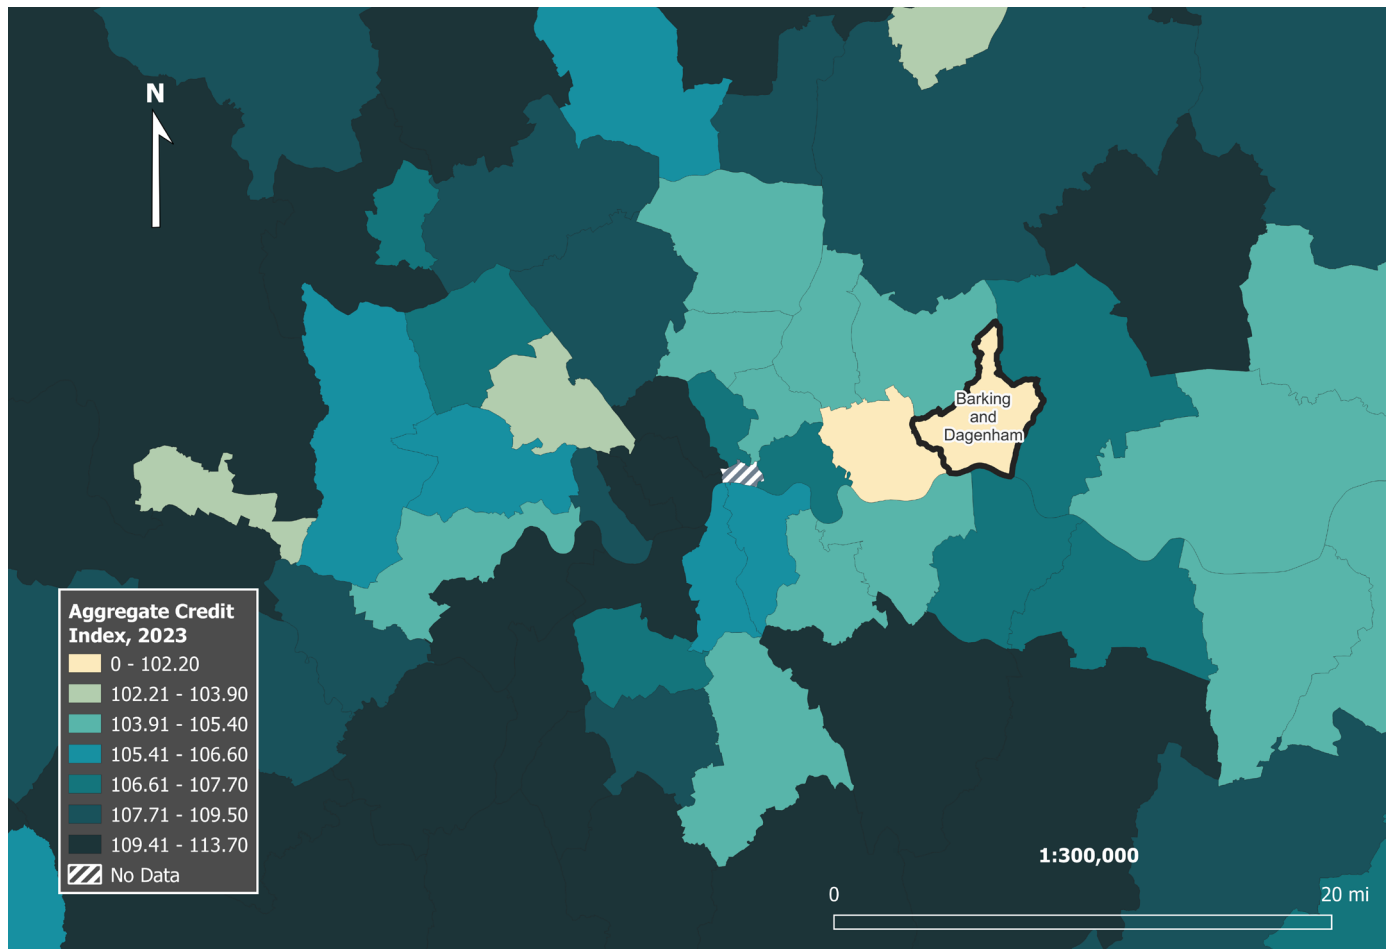 N
Barking
and
Dagenham
Aggregate Credit
Index, 2023
0 - 102.20
102.21 - 103.90
103.91 - 105.40
105.41 - 106.60
106.61 - 107.70
107.71 - 109.50
109.41 - 113.70
No Data
1:300,000
0 20 mi